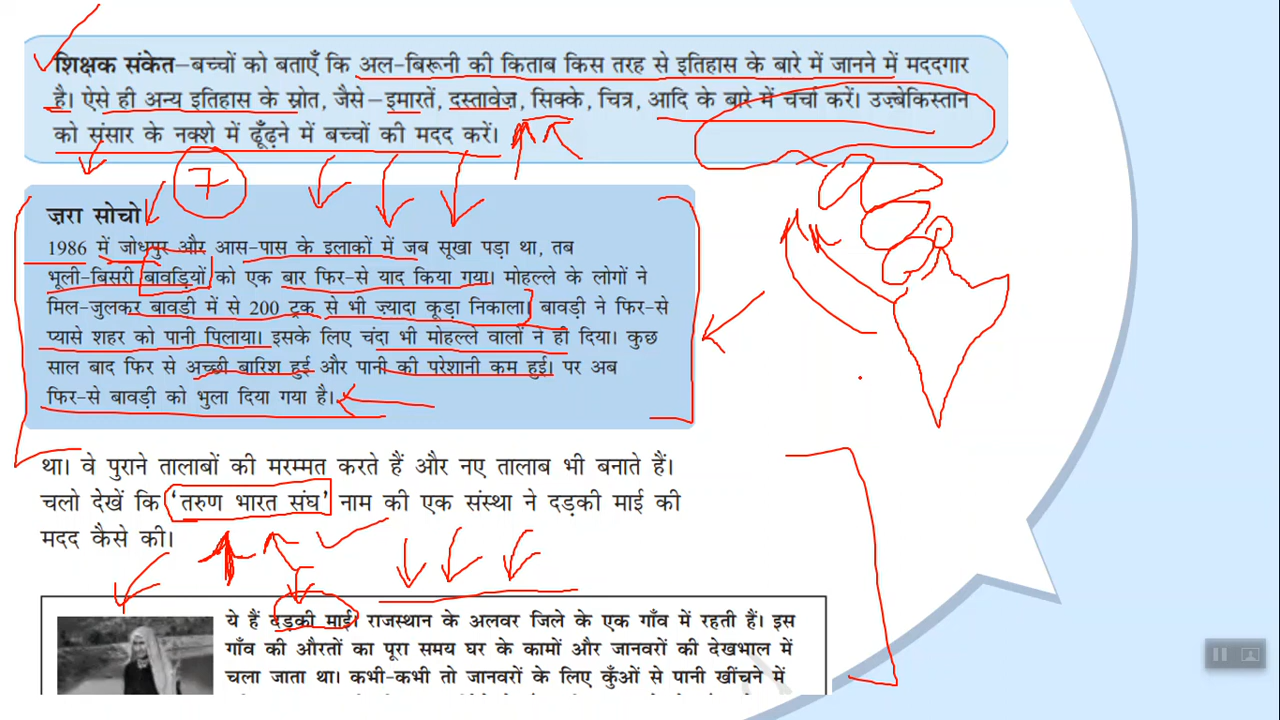 शिक्षक संकेत–बच्चों को बताएँ कि अल-बिरूनी की किताब किस तरह से इतिहास के बारे में जानने में मददगार
है। ऐसे ही अन्य इतिहास के स्रोत, जैसे–इमारतें, दस्तावेज़, सिक्के, चित्र, आदि के बारे में चर्चा करें। उज़्बेकिस्तान
को संसार के नक्शे में ढूँढ़ने में बच्चों की मदद करें।
7
ज़रा सोचो
1986 में जोधपुर और आस-पास के इलाकों में जब सूखा पड़ा था, तब
भूली-बिसरी बावड़ियों को एक बार फिर-से याद किया गया। मोहल्ले के लोगों ने
मिल-जुलकर बावड़ी में से 200 ट्रक से भी ज़्यादा कूड़ा निकाला। बावड़ी ने फिर-से
प्यासे शहर को पानी पिलाया। इसके लिए चंदा भी मोहल्ले वालों ने ही दिया। कुछ
साल बाद फिर से अच्छी बारिश हुई और पानी की परेशानी कम हुई। पर अब
फिर-से बावड़ी को भुला दिया गया है।
था। वे पुराने तालाबों की मरम्मत करते हैं और नए तालाब भी बनाते हैं।
चलो देखें कि ‘तरुण भारत संघ’ नाम की एक संस्था ने दड़की माई की
मदद कैसे की।
ये हैं दड़की माई। राजस्थान के अलवर जिले के एक गाँव में रहती हैं। इस
गाँव की औरतों का पूरा समय घर के कामों और जानवरों की देखभाल में
चला जाता था। कभी-कभी तो जानवरों के लिए कुँओं से पानी खींचने में